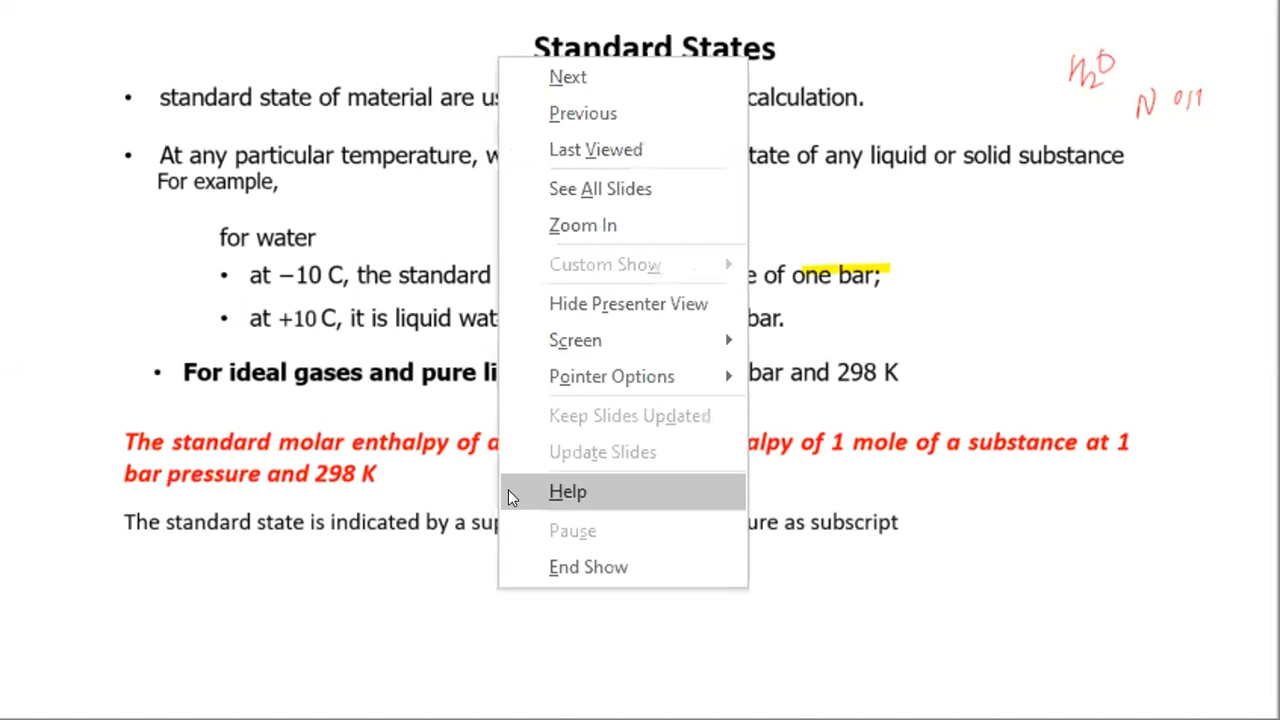 Standard States
H2O
N
• standard state of material are us calculation.
• At any particular temperature, w tate of any liquid or solid substance
For example,
for water
• at −10 C, the standard e of one bar;
• at +10 C, it is liquid wat bar.
• For ideal gases and pure li bar and 298 K
The standard molar enthalpy of a alpy of 1 mole of a substance at 1
bar pressure and 298 K
The standard state is indicated by a sup ure as subscript
Next
Previous
Last Viewed
See All Slides
Zoom In
Custom Show
Hide Presenter View
Screen
Pointer Options
Keep Slides Updated
Update Slides
Help
Pause
End Show